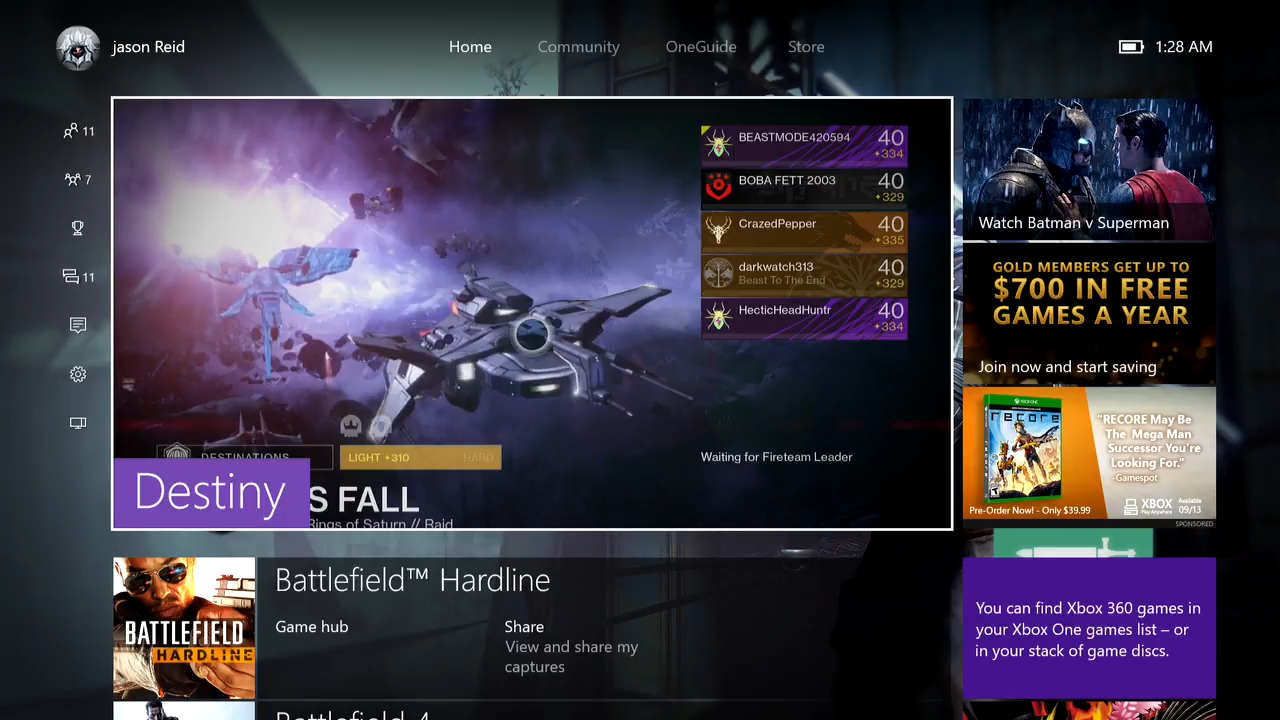 jason Reid
Home
Community
OneGuide
Store
1:28 AM
11
7
11
BEASTMODE420594
40
+334
BOBA FETT 2003
40
+329
CrazedPepper
40
+335
darkwatch313
Beast To The End
40
+329
HecticHeadHuntr
40
+334
DESTINATIONS
LIGHT +310
HARD
Waiting for Fireteam Leader
Destiny
S FALL
Rings of Saturn // Raid
Watch Batman v Superman
GOLD MEMBERS GET UP TO
$700 IN FREE
GAMES A YEAR
Join now and start saving
XBOX ONE
recore
"RECORE May Be
The Mega Man
Successor You're
Looking For."
-Gamespot
Pre-Order Now! - Only $39.99
XBOX
Play Anywhere
Available
09/13
SPONSORED
BATTLEFIELD
HARDLINE
Battlefield™ Hardline
Game hub
Share
View and share my
captures
You can find Xbox 360 games in
your Xbox One games list – or
in your stack of game discs.
Battlefield 4